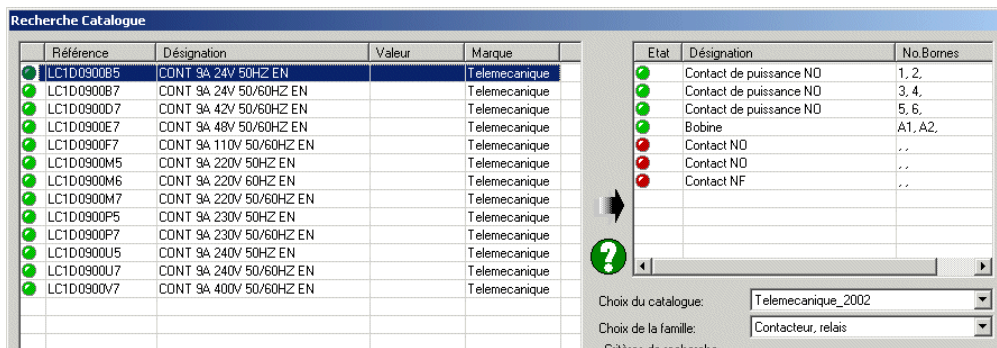 Recherche Catalogue
Référence Désignation Valeur Marque
LC1D0900B5 CONT 9A 24V 50HZ EN Telemecanique
LC1D0900B7 CONT 9A 24V 50/60HZ EN Telemecanique
LC1D0900D7 CONT 9A 42V 50/60HZ EN Telemecanique
LC1D0900E7 CONT 9A 48V 50/60HZ EN Telemecanique
LC1D0900F7 CONT 9A 110V 50/60HZ EN Telemecanique
LC1D0900M5 CONT 9A 220V 50HZ EN Telemecanique
LC1D0900M6 CONT 9A 220V 60HZ EN Telemecanique
LC1D0900M7 CONT 9A 220V 50/60HZ EN Telemecanique
LC1D0900P5 CONT 9A 230V 50HZ EN Telemecanique
LC1D0900P7 CONT 9A 230V 50/60HZ EN Telemecanique
LC1D0900U5 CONT 9A 240V 50HZ EN Telemecanique
LC1D0900U7 CONT 9A 240V 50/60HZ EN Telemecanique
LC1D0900V7 CONT 9A 400V 50/60HZ EN Telemecanique
Etat Désignation No.Bornes
Contact de puissance NO 1, 2,
Contact de puissance NO 3, 4,
Contact de puissance NO 5, 6,
Bobine A1, A2,
Contact NO , ,
Contact NO , ,
Contact NF , ,
?
Choix du catalogue: Telemecanique_2002
Choix de la famille: Contacteur, relais